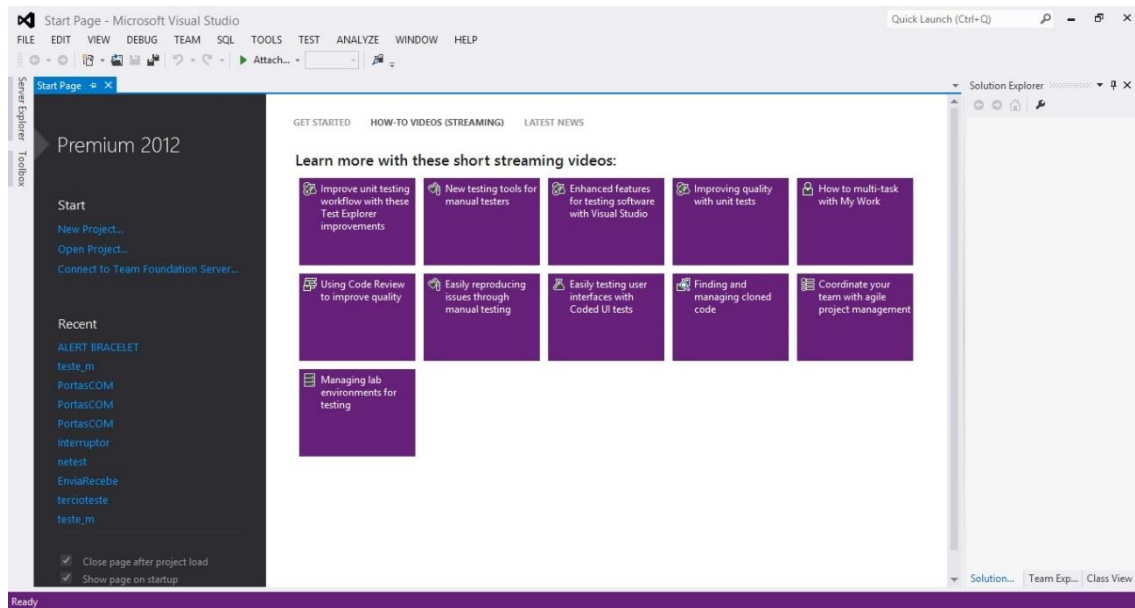 Start Page - Microsoft Visual Studio
Quick Launch (Ctrl+Q)
FILE EDIT VIEW DEBUG TEAM SQL TOOLS TEST ANALYZE WINDOW HELP
Attach...
Server Explorer
Toolbox
Start Page
Premium 2012
Start
New Project...
Open Project...
Connect to Team Foundation Server...
Recent
ALERT BRACELET
teste_m
PortasCOM
PortasCOM
PortasCOM
Interruptor
netest
EnviaRecebe
tercioteste
teste_m
Close page after project load
Show page on startup
GET STARTED HOW-TO VIDEOS (STREAMING) LATEST NEWS
Learn more with these short streaming videos:
Improve unit testing
workflow with these
Test Explorer
improvements
New testing tools for
manual testers
Enhanced features
for testing software
with Visual Studio
Improving quality
with unit tests
How to multi-task
with My Work
Using Code Review
to improve quality
Easily reproducing
issues through
manual testing
Easily testing user
interfaces with
Coded UI tests
Finding and
managing cloned
code
Coordinate your
team with agile
project management
Managing lab
environments for
testing
Solution Explorer
Solution... Team Exp... Class View
Ready